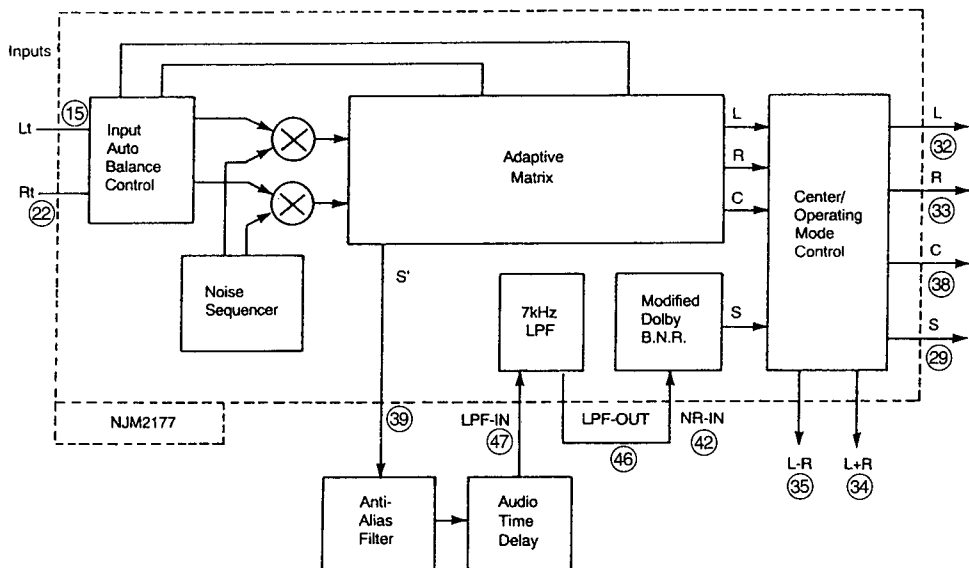 Inputs
15
Lt
Rt
22
Input
Auto
Balance
Control
Noise
Sequencer
Adaptive
Matrix
L
R
C
S'
7kHz
LPF
Modified
Dolby
B.N.R.
S
Center/
Operating
Mode
Control
L
32
R
33
C
38
S
29
NJM2177
39
LPF-IN
47
LPF-OUT
46
NR-IN
42
L-R
35
L+R
34
Anti-
Alias
Filter
Audio
Time
Delay